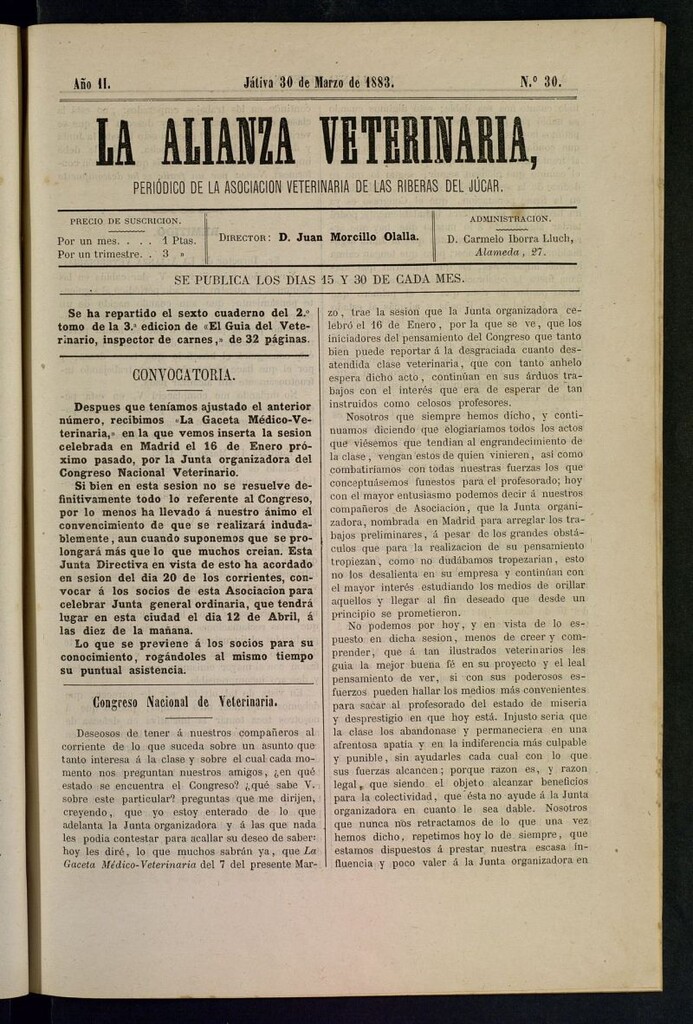 Año II.
Játiva 30 de Marzo de 1883.
N.º 30.
LA ALIANZA VETERINARIA,
PERIÓDICO DE LA ASOCIACION VETERINARIA DE LAS RIBERAS DEL JÚCAR.
PRECIO DE SUSCRICION.
Por un mes. . . . 1 Ptas.
Por un trimestre. . 3 »
DIRECTOR: D. Juan Morcillo Olalla.
ADMINISTRACION.
D. Carmelo Iborra Lluch,
Alameda, 27.
SE PUBLICA LOS DIAS 15 Y 30 DE CADA MES.
Se ha repartido el sexto cuaderno del 2.º
tomo de la 3.ª edicion de «El Guia del Vete-
rinario, inspector de carnes,» de 32 páginas.
CONVOCATORIA.
Despues que teníamos ajustado el anterior
número, recibimos «La Gaceta Médico-Ve-
terinaria,» en la que vemos inserta la sesion
celebrada en Madrid el 16 de Enero pró-
ximo pasado, por la Junta organizadora del
Congreso Nacional Veterinario.
Si bien en esta sesion no se resuelve de-
finitivamente todo lo referente al Congreso,
por lo menos ha llevado á nuestro ánimo el
convencimiento de que se realizará induda-
blemente, aun cuando suponemos que se pro-
longará más que lo que muchos creian. Esta
Junta Directiva en vista de esto ha acordado
en sesion del dia 20 de los corrientes, con-
vocar á los socios de esta Asociacion para
celebrar Junta general ordinaria, que tendrá
lugar en esta ciudad el dia 12 de Abril, á
las diez de la mañana.
Lo que se previene á los socios para su
conocimiento, rogándoles al mismo tiempo
su puntual asistencia.
Congreso Nacional de Veterinaria.
Deseosos de tener á nuestros compañeros al
corriente de lo que suceda sobre un asunto que
tanto interesa á la clase y sobre el cual cada mo-
mento nos preguntan nuestros amigos, ¿en qué
estado se encuentra el Congreso? ¿qué sabe V.
sobre este particular? preguntas que me dirijen,
creyendo, que yo estoy enterado de lo que
adelanta la Junta organizadora y á las que nada
les podia contestar para acallar su deseo de saber:
hoy les diré, lo que muchos sabrán ya, que La
Gaceta Médico-Veterinaria del 7 del presente Mar-
zo, trae la sesion que la Junta organizadora ce-
lebró el 16 de Enero, por la que se ve, que los
iniciadores del pensamiento del Congreso que tanto
bien puede reportar á la desgraciada cuanto des-
atendida clase veterinaria, que con tanto anhelo
espera dicho acto, continúan en sus árduos tra-
bajos con el interés que era de esperar de tan
instruidos como celosos profesores.
Nosotros que siempre hemos dicho, y conti-
nuamos diciendo que elogiaríamos todos los actos
que viésemos que tendian al engrandecimiento de
la clase, vengan éstos de quien vinieren, así como
combatiríamos con todas nuestras fuerzas los que
conceptuásemos funestos para el profesorado; hoy
con el mayor entusiasmo podemos decir á nuestros
compañeros de Asociacion, que la Junta organi-
zadora, nombrada en Madrid para arreglar los tra-
bajos preliminares, á pesar de los grandes obstá-
culos que para la realizacion de su pensamiento
tropiezan, como no dudábamos tropezarian, esto
no los desalienta en su empresa y continúan con
el mayor interés estudiando los medios de orillar
aquellos y llegar al fin deseado que desde un
principio se prometieron.
No podemos por hoy, y en vista de lo es-
puesto en dicha sesion, menos de creer y com-
prender, que á tan ilustrados veterinarios les
guia la mejor buena fé en su proyecto y el leal
pensamiento de ver, si con sus poderosos es-
fuerzos pueden hallar los medios más convenientes
para sacar al profesorado del estado de miseria
y desprestigio en que hoy está. Injusto seria que
la clase los abandonase y permaneciera en una
afrentosa apatia y en la indiferencia más culpable
y punible, sin ayudarles cada cual con lo que
sus fuerzas alcancen; porque razon es, y razon
legal, que siendo el objeto alcanzar beneficios
para la colectividad, que ésta no ayude á la Junta
organizadora en cuanto le sea dable. Nosotros
que nunca nos retractamos de lo que una vez
hemos dicho, repetimos hoy lo de siempre, que
estamos dispuestos á prestar nuestra escasa in-
fluencia y poco valer á la Junta organizadora en